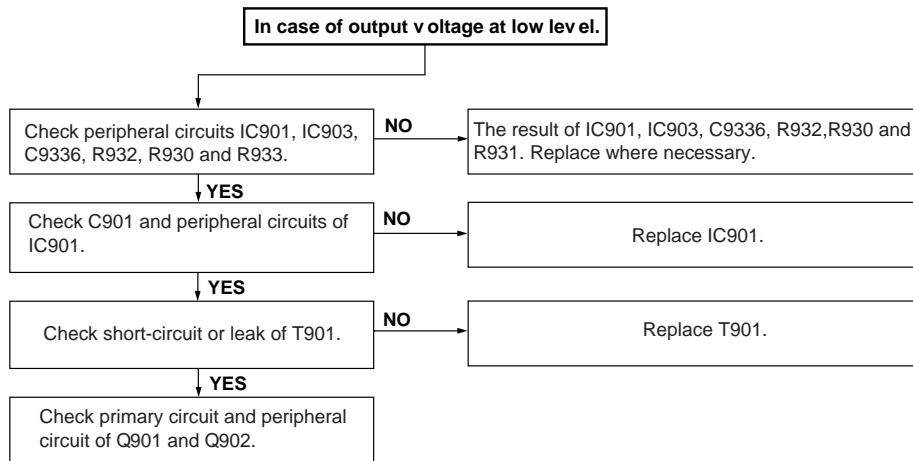 In case of output v oltage at low lev el.
Check peripheral circuits IC901, IC903,
C9336, R932, R930 and R933.
NO
The result of IC901, IC903, C9336, R932,R930 and
R931. Replace where necessary.
YES
Check C901 and peripheral circuits of
IC901.
NO
Replace IC901.
YES
Check short-circuit or leak of T901.
NO
Replace T901.
YES
Check primary circuit and peripheral
circuit of Q901 and Q902.